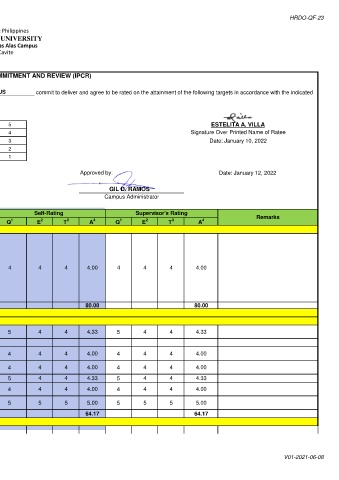 HRDO-QF-23
Philippines
UNIVERSITY
as Alas Campus
Cavite
MMITMENT AND REVIEW (IPCR)
US commit to deliver and agree to be rated on the attainment of the following targets in accordance with the indicated
ESTELITA A. VILLA
5 Signature Over Printed Name of Ratee
4 Date: January 10, 2022
3
2
1
Approved by: Date: January 12, 2022
GIL D. RAMOS
Campus Administrator
Self-Rating Supervisor's Rating Remarks
Q1 E2 T3 A4 Q1 E2 T3 A4
4 4 4 4.00 4 4 4 4.00
80.00 80.00
5 4 4 4.33 5 4 4 4.33
4 4 4 4.00 4 4 4 4.00
4 4 4 4.00 4 4 4 4.00
5 4 4 4.33 5 4 4 4.33
4 4 4 4.00 4 4 4 4.00
5 5 5 5.00 5 5 5 5.00
64.17 64.17
V01-2021-06-08